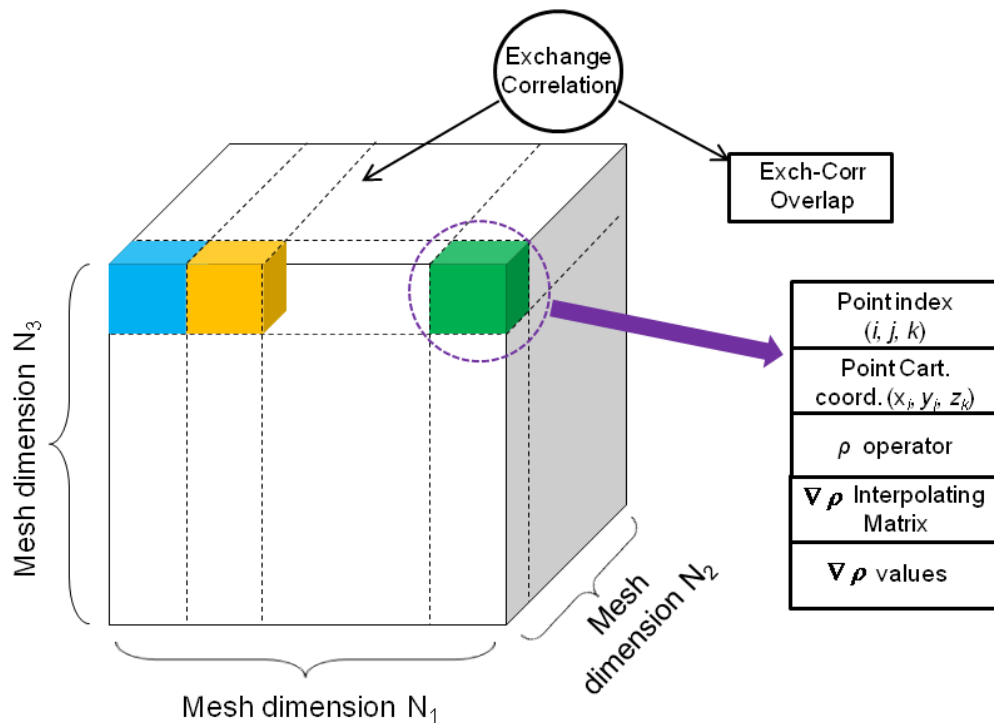 Exchange
Correlation
Exch-Corr
Overlap
Point index
(i, j, k)
Point Cart.
coord. (xᵢ, yⱼ, zₖ)
ρ operator
∇ρ Interpolating
Matrix
∇ρ values
Mesh dimension N₃
Mesh
dimension N₂
Mesh dimension N₁